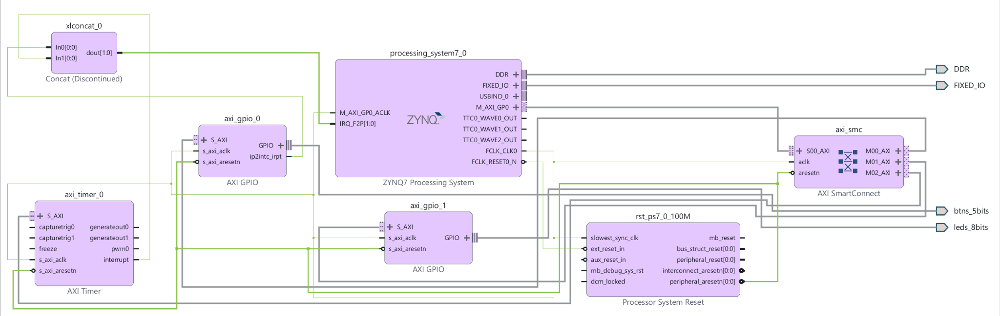 xlconcat_0
In0[0:0]
In1[0:0]
dout[1:0]
Concat (Discontinued)
processing_system7_0
M_AXI_GP0_ACLK
IRQ_F2P[1:0]
ZYNQ
DDR
FIXED_IO
USBIND_0
M_AXI_GP0
TTC0_WAVE0_OUT
TTC0_WAVE1_OUT
TTC0_WAVE2_OUT
FCLK_CLK0
FCLK_RESET0_N
ZYNQ7 Processing System
DDR
FIXED_IO
axi_gpio_0
S_AXI
s_axi_aclk
s_axi_aresetn
GPIO
ip2intc_irpt
AXI GPIO
axi_smc
S00_AXI
aclk
aresetn
M00_AXI
M01_AXI
M02_AXI
AXI SmartConnect
axi_timer_0
S_AXI
capturetrig0
capturetrig1
freeze
s_axi_aclk
s_axi_aresetn
generateout0
generateout1
pwm0
interrupt
AXI Timer
axi_gpio_1
S_AXI
s_axi_aclk
s_axi_aresetn
GPIO
AXI GPIO
rst_ps7_0_100M
slowest_sync_clk
ext_reset_in
aux_reset_in
mb_debug_sys_rst
dcm_locked
mb_reset
bus_struct_reset[0:0]
peripheral_reset[0:0]
interconnect_aresetn[0:0]
peripheral_aresetn[0:0]
Processor System Reset
btns_5bits
leds_8bits